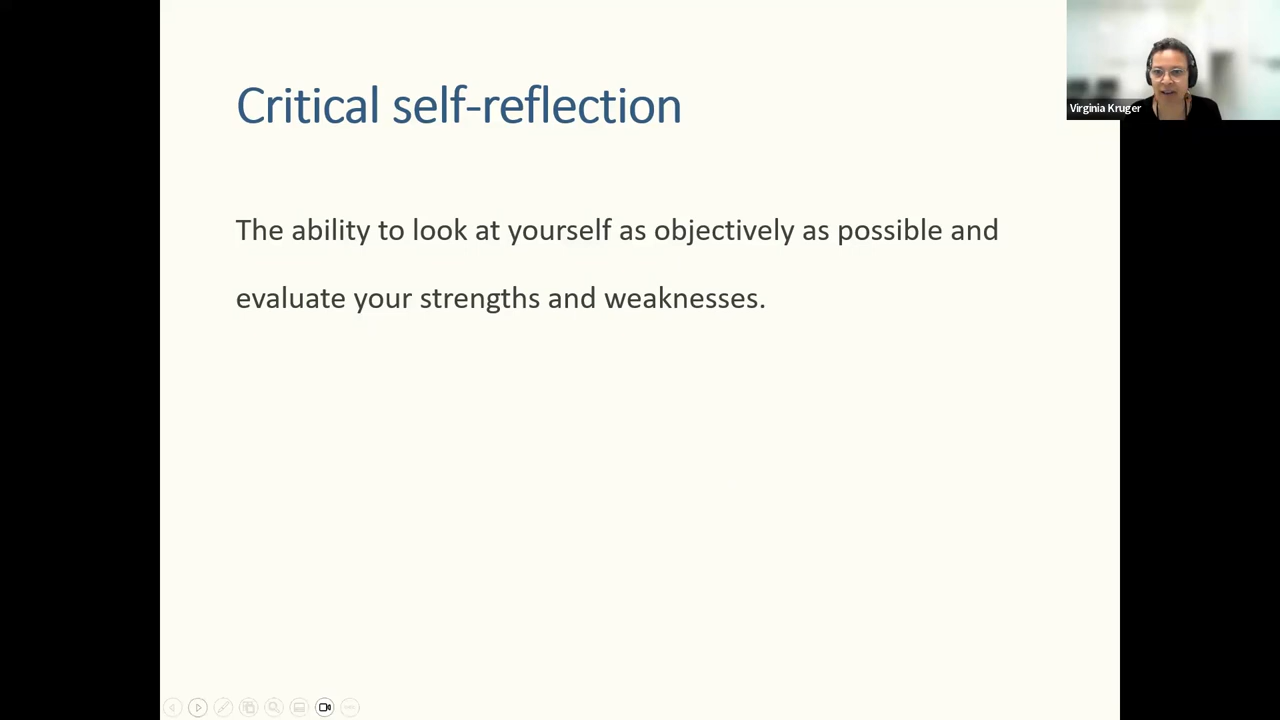 Critical self-reflection
Virginia Kruger
The ability to look at yourself as objectively as possible and
evaluate your strengths and weaknesses.